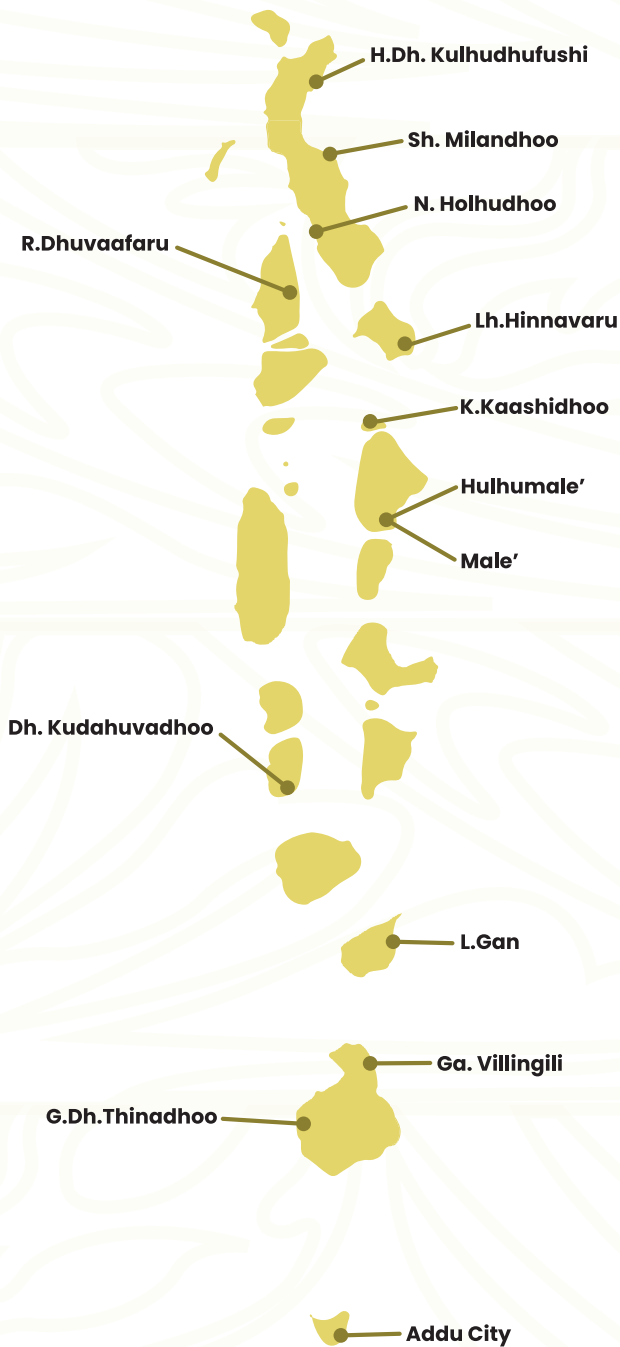 H.Dh. Kulhudhufushi
Sh. Milandhoo
N. Holhudhoo
R.Dhuvaafaru
Lh.Hinnavaru
K.Kaashidhoo
Hulhumale’
Male’
Dh. Kudahuvadhoo
L.Gan
Ga. Villingili
G.Dh.Thinadhoo
Addu City